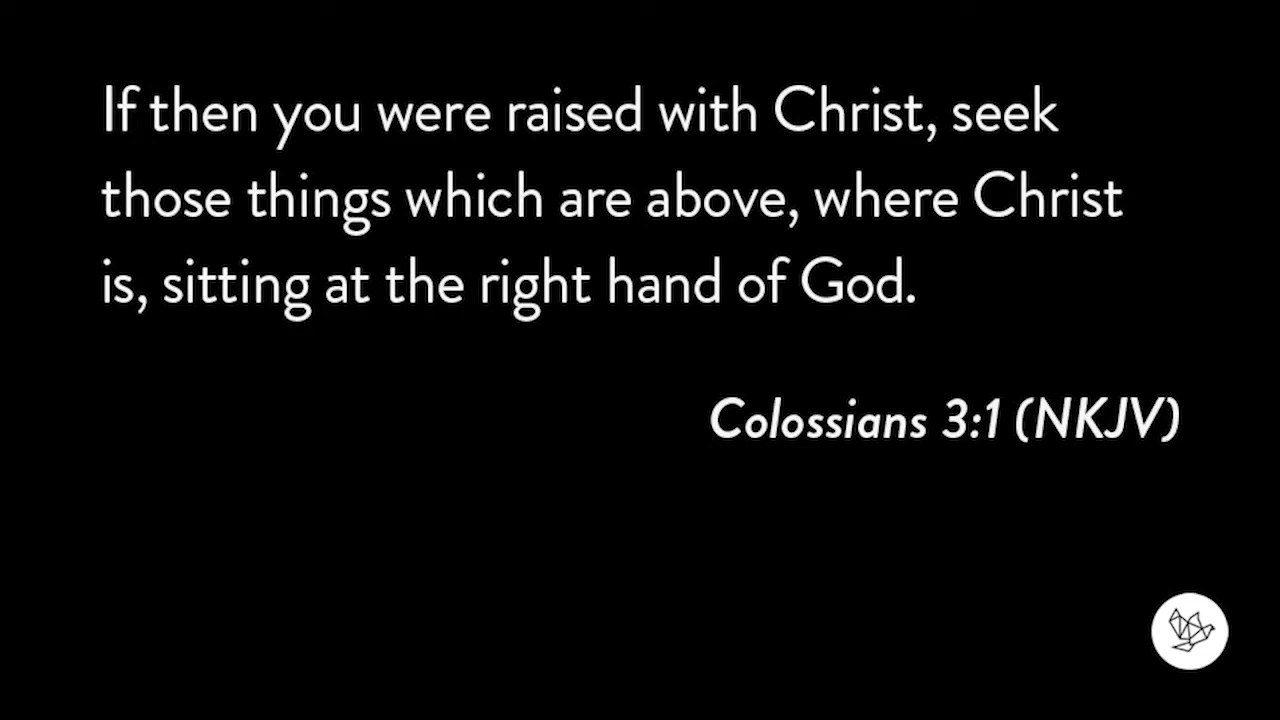 If then you were raised with Christ, seek
those things which are above, where Christ
is, sitting at the right hand of God.
Colossians 3:1 (NKJV)